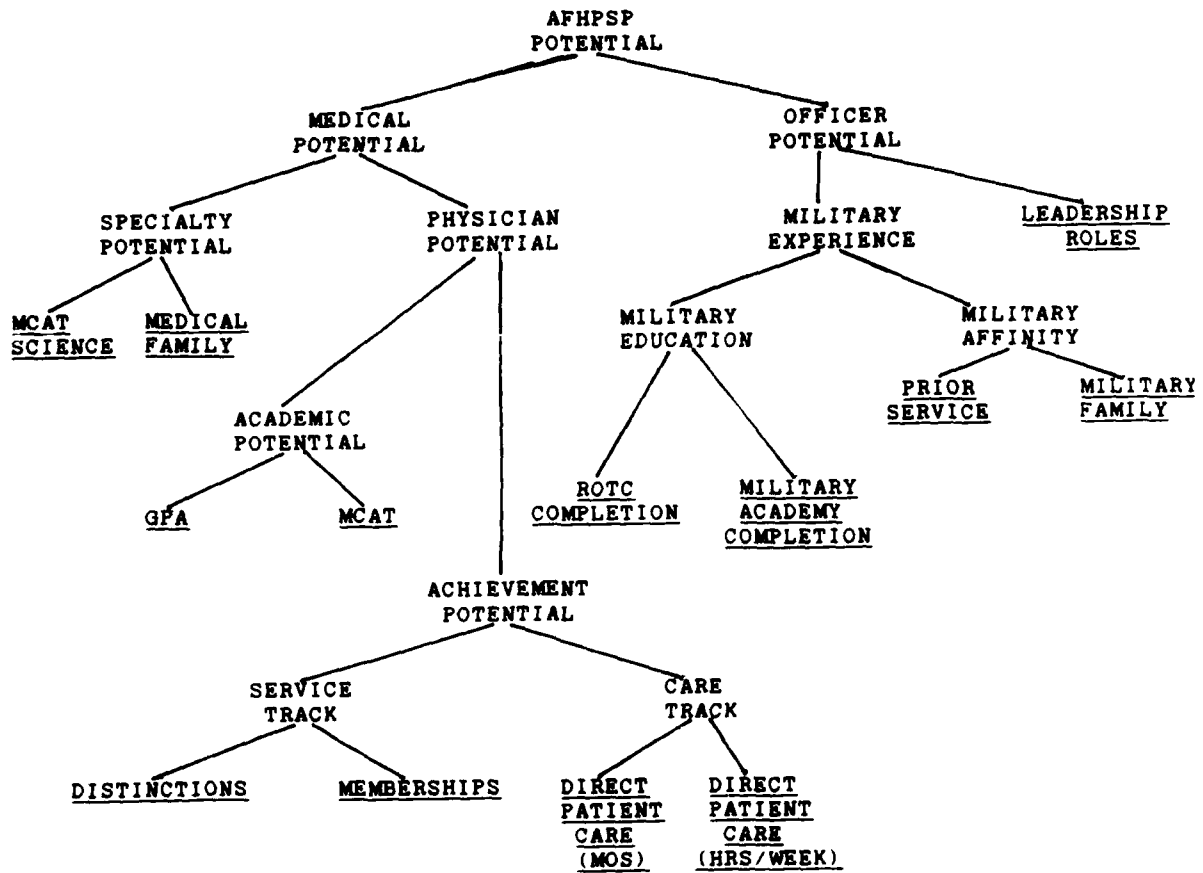 AFHPSP
POTENTIAL
MEDICAL
POTENTIAL
OFFICER
POTENTIAL
SPECIALTY
POTENTIAL
PHYSICIAN
POTENTIAL
MILITARY
EXPERIENCE
LEADERSHIP
ROLES
MCAT
SCIENCE
MEDICAL
FAMILY
MILITARY
EDUCATION
MILITARY
AFFINITY
PRIOR
SERVICE
MILITARY
FAMILY
ACADEMIC
POTENTIAL
GPA
MCAT
ROTC
COMPLETION
MILITARY
ACADEMY
COMPLETION
ACHIEVEMENT
POTENTIAL
SERVICE
TRACK
CARE
TRACK
DISTINCTIONS
MEMBERSHIPS
DIRECT
PATIENT
CARE
(MOS)
DIRECT
PATIENT
CARE
(HRS/WEEK)